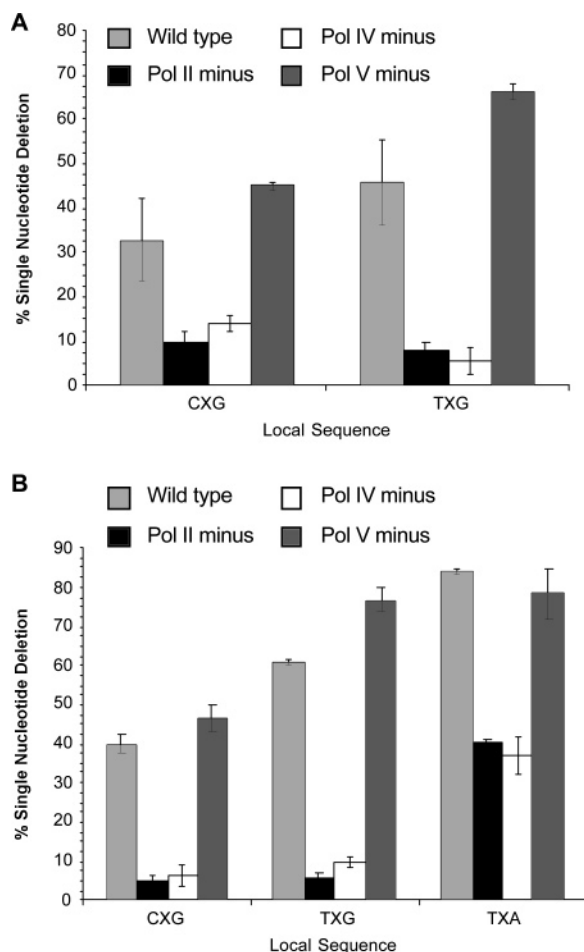 A
Wild type
Pol IV minus
Pol II minus
Pol V minus
% Single Nucleotide Deletion
80
70
60
50
40
30
20
10
0
CXG
TXG
Local Sequence
B
Wild type
Pol IV minus
Pol II minus
Pol V minus
% Single Nucleotide Deletion
90
80
70
60
50
40
30
20
10
0
CXG
TXG
TXA
Local Sequence